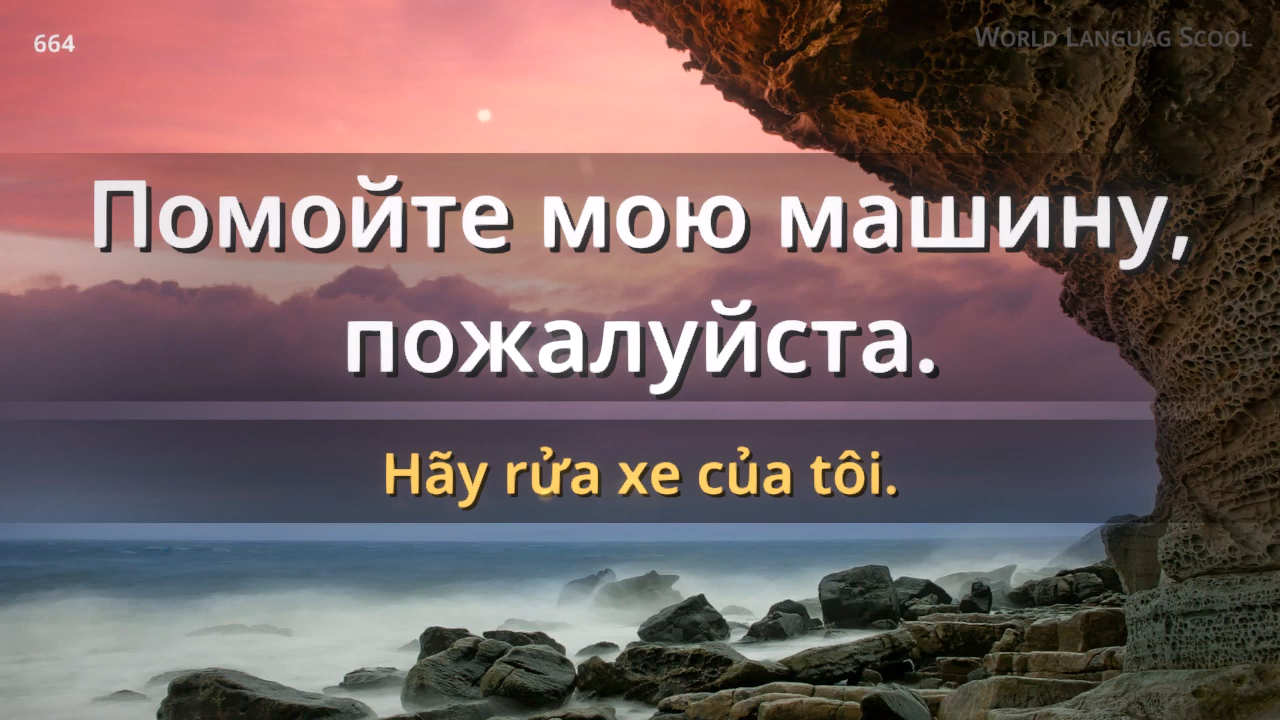 664
World Languag Scool
Помойте мою машину,
пожалуйста.
Hãy rửa xe của tôi.